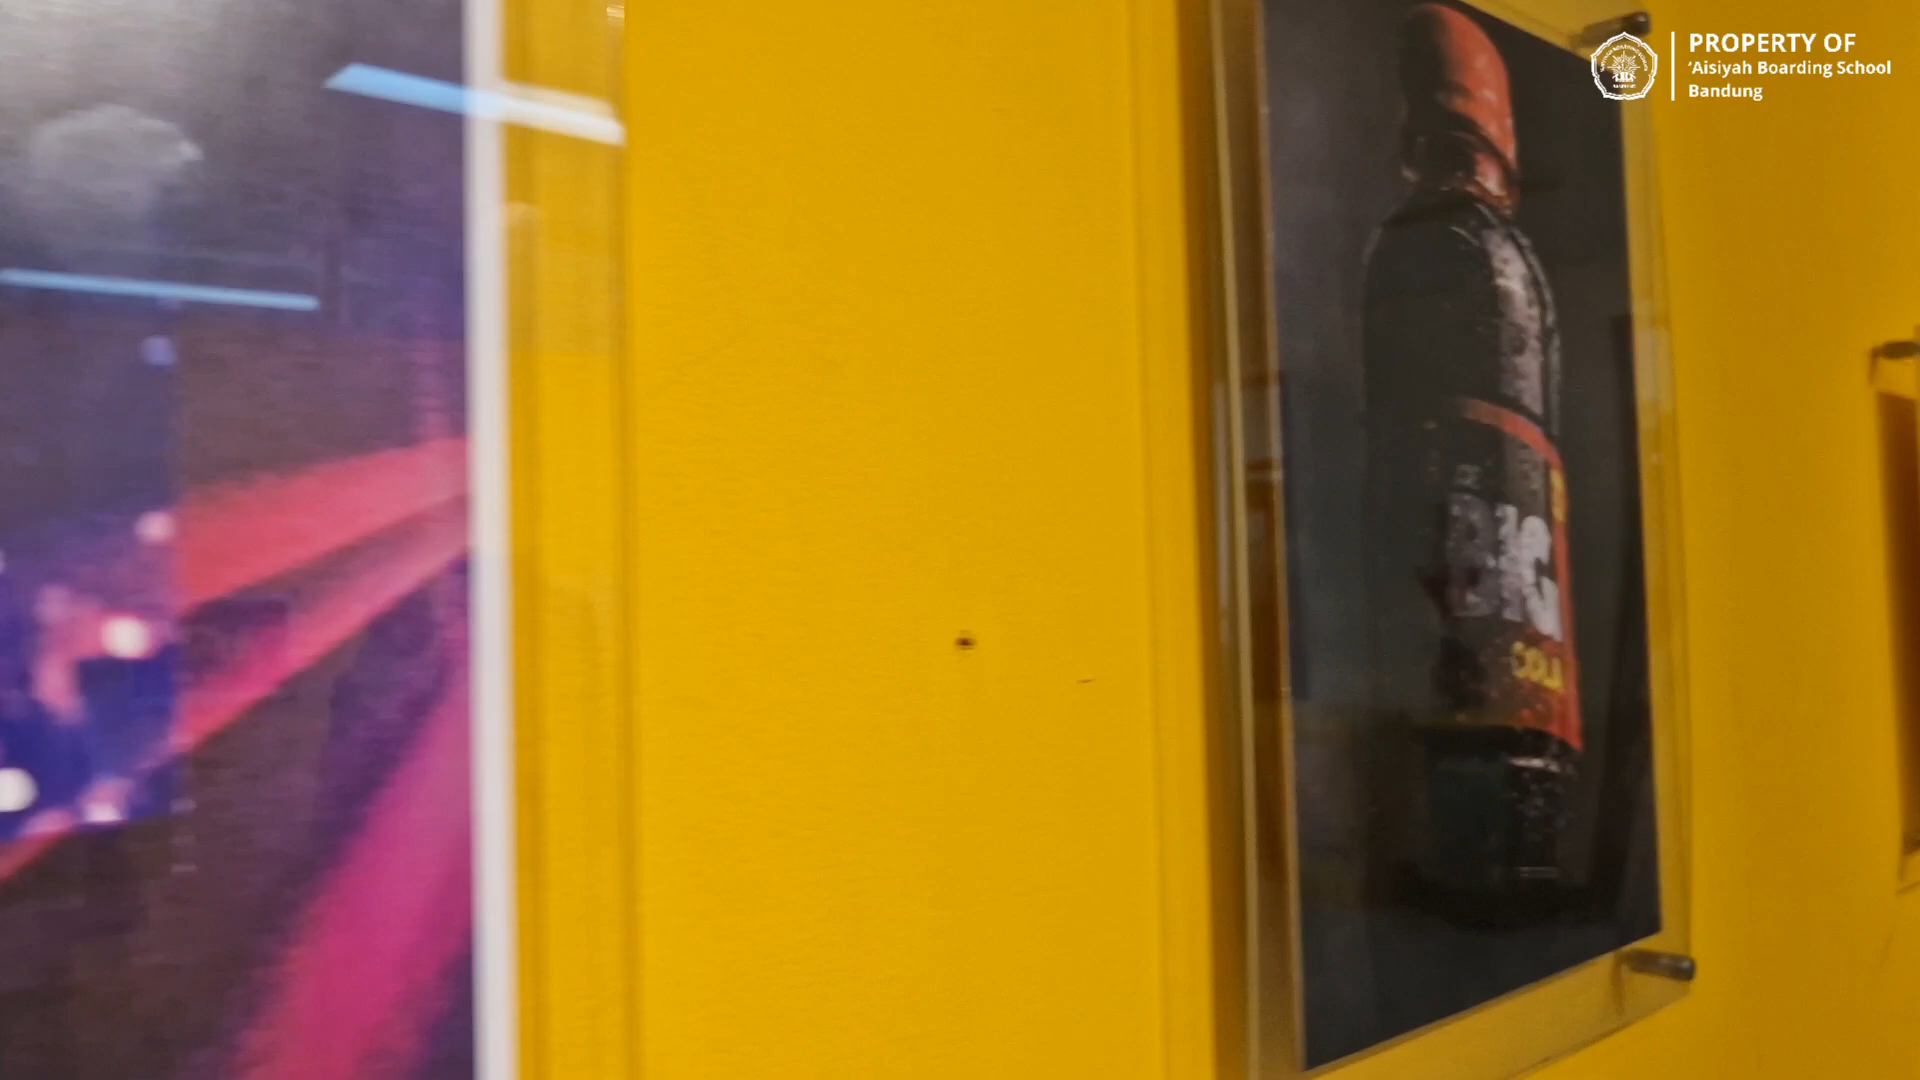 PROPERTY OF
‘Aisiyah Boarding School
Bandung
BIG
COLA